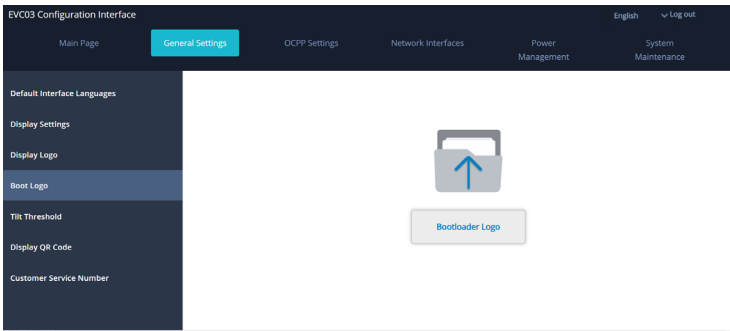 EVC03 Configuration Interface
English
Log out
Main Page
General Settings
OCPP Settings
Network Interfaces
Power
Management
System
Maintenance
Default Interface Languages
Display Settings
Display Logo
Boot Logo
Tilt Threshold
Display QR Code
Customer Service Number
Bootloader Logo